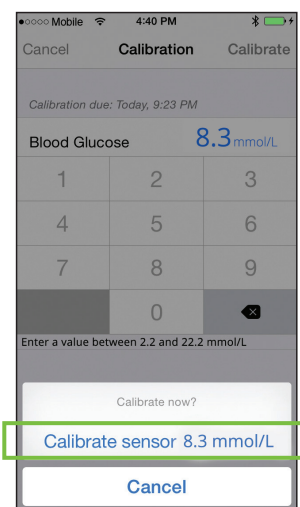 Mobile 4:40 PM
Cancel Calibration Calibrate
Calibration due: Today, 9:23 PM
Blood Glucose 8.3 mmol/L
1 2 3
4 5 6
7 8 9
0
Enter a value between 2.2 and 22.2 mmol/L
Calibrate now?
Calibrate sensor 8.3 mmol/L
Cancel